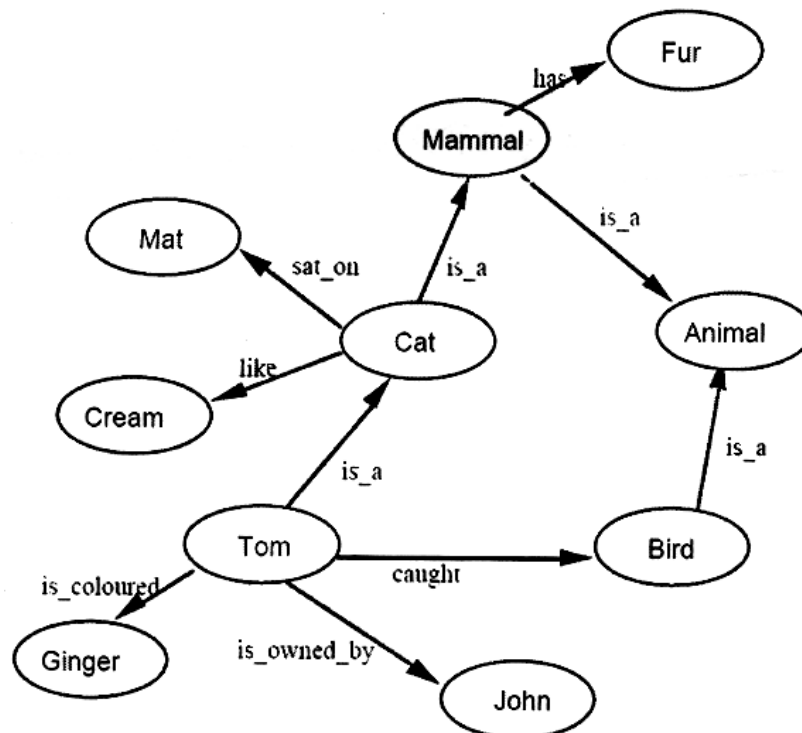 Fur
has
Mammal
is_a
Mat
sat_on
is_a
Animal
Cat
like
Cream
is_a
is_a
Tom
Bird
caught
is_coloured
is_owned_by
Ginger
John